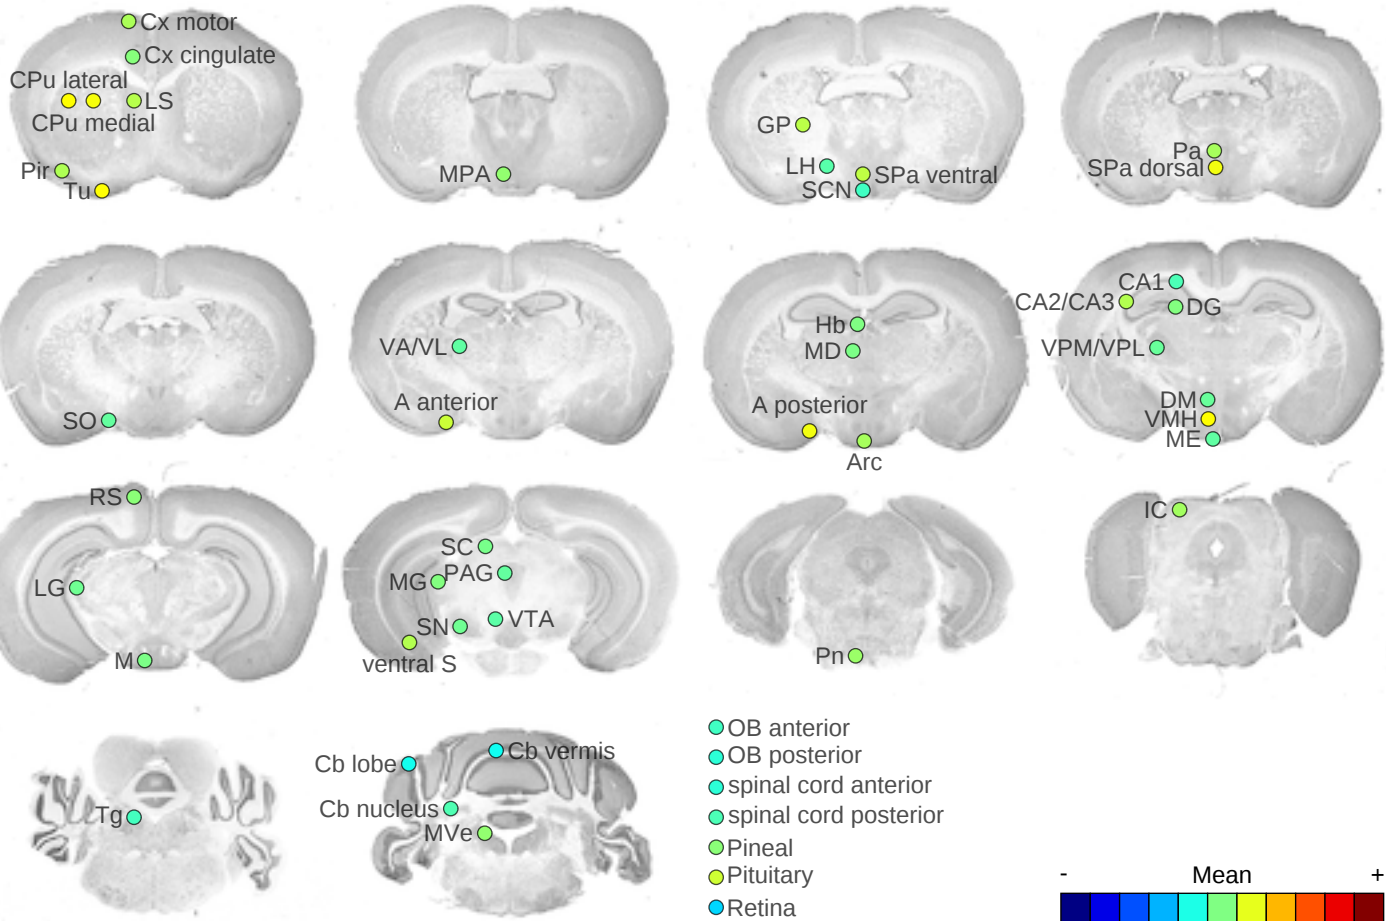 Cx motor
Cx cingulate
CPu lateral
LS
CPu medial
Pir
Tu
MPA
GP
LH
SPa ventral
SCN
Pa
SPa dorsal
SO
VA/VL
A anterior
Hb
MD
A posterior
Arc
CA1
CA2/CA3
DG
VPM/VPL
DM
VMH
ME
RS
LG
M
SC
MG
PAG
SN
VTA
ventral S
Pn
IC
Tg
Cb lobe
Cb vermis
Cb nucleus
MVe
OB anterior
OB posterior
spinal cord anterior
spinal cord posterior
Pineal
Pituitary
Retina
- Mean +